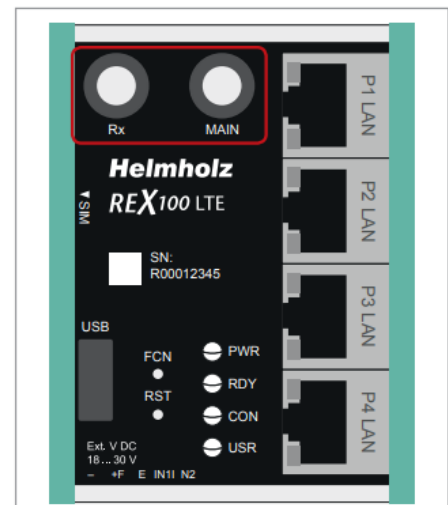 Rx MAIN
Helmholz
REX100 LTE
SIM
SN:
R00012345
USB
FCN
RST
PWR
RDY
CON
USR
Ext. V DC
18 ... 30 V
– +F E IN1I N2
P1 LAN
P2 LAN
P3 LAN
P4 LAN